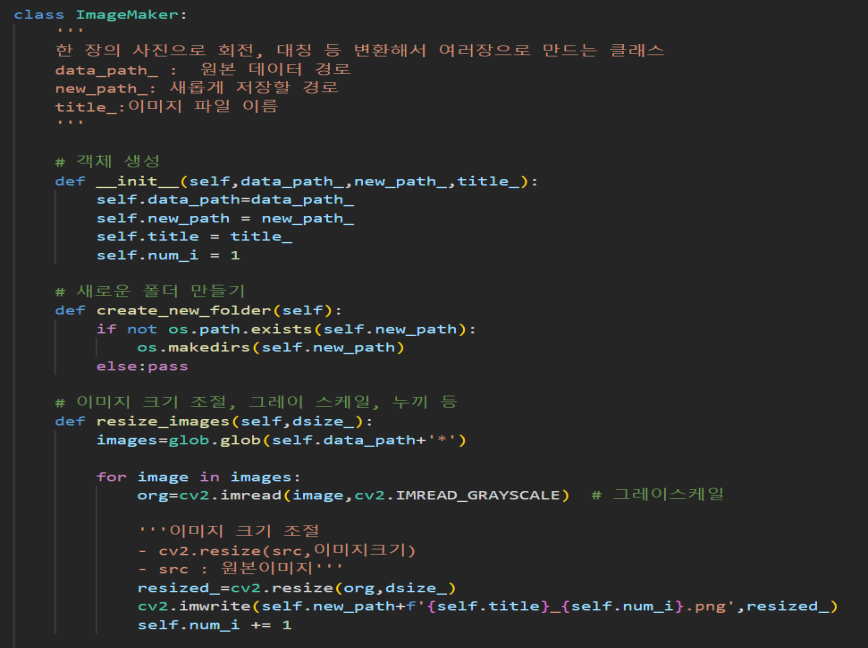 class ImageMaker:
    '''
    한 장의 사진으로 회전, 대칭 등 변환해서 여러장으로 만드는 클래스
    data_path_ :  원본 데이터 경로
    new_path_: 새롭게 저장할 경로
    title_:이미지 파일 이름
    '''
    # 객체 생성
    def __init__(self,data_path_,new_path_,title_):
        self.data_path=data_path_
        self.new_path = new_path_
        self.title = title_
        self.num_i = 1
    # 새로운 폴더 만들기
    def create_new_folder(self):
        if not os.path.exists(self.new_path):
            os.makedirs(self.new_path)
        else:pass
    # 이미지 크기 조절, 그레이 스케일, 누끼 등
    def resize_images(self,dsize_):
        images=glob.glob(self.data_path+'*')
        for image in images:
            org=cv2.imread(image,cv2.IMREAD_GRAYSCALE)  # 그레이스케일
            '''이미지 크기 조절
            - cv2.resize(src,이미지크기)
            - src : 원본이미지'''
            resized_=cv2.resize(org,dsize_)
            cv2.imwrite(self.new_path+f'{self.title}_{self.num_i}.png',resized_)
            self.num_i += 1